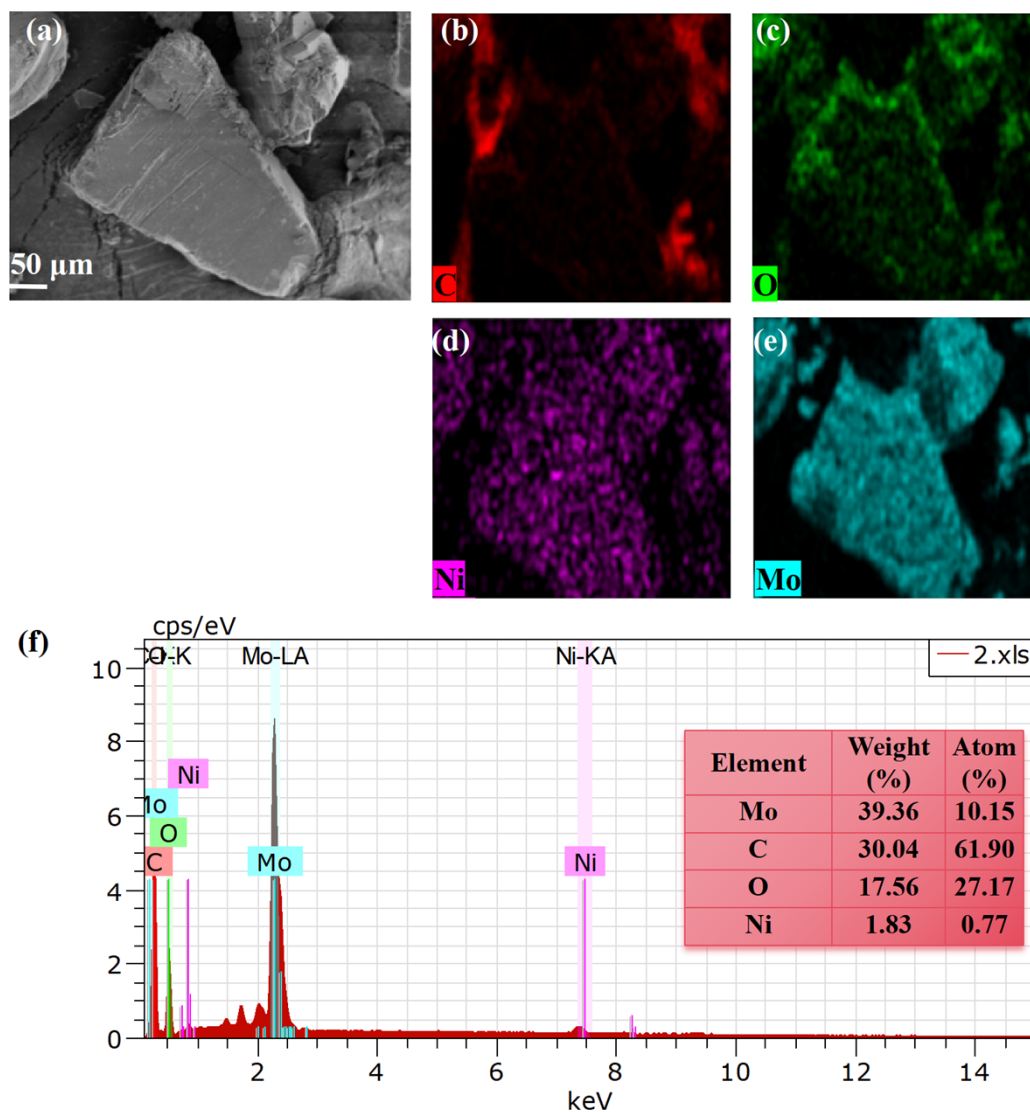 (a)
50 µm
(b)
C
(c)
O
(d)
Ni
(e)
Mo
(f)
cps/eV
O-K Mo-LA Ni-KA
2.xls
10
8
6
4
2
0
Ni
Mo
O
C
Mo
Ni
Element Weight (%) Atom (%)
Mo 39.36 10.15
C 30.04 61.90
O 17.56 27.17
Ni 1.83 0.77
2 4 6 8 10 12 14
keV